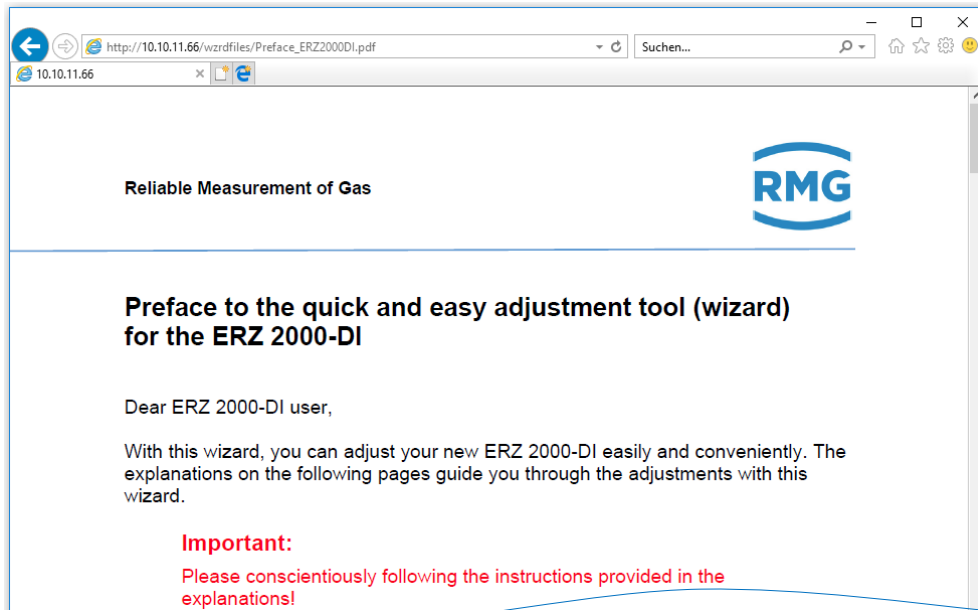 http://10.10.11.66/wzrdfiles/Preface_ERZ2000DI.pdf
Suchen...
10.10.11.66
Reliable Measurement of Gas
RMG
Preface to the quick and easy adjustment tool (wizard)
for the ERZ 2000-DI
Dear ERZ 2000-DI user,
With this wizard, you can adjust your new ERZ 2000-DI easily and conveniently. The
explanations on the following pages guide you through the adjustments with this
wizard.
Important:
Please conscientiously following the instructions provided in the
explanations!